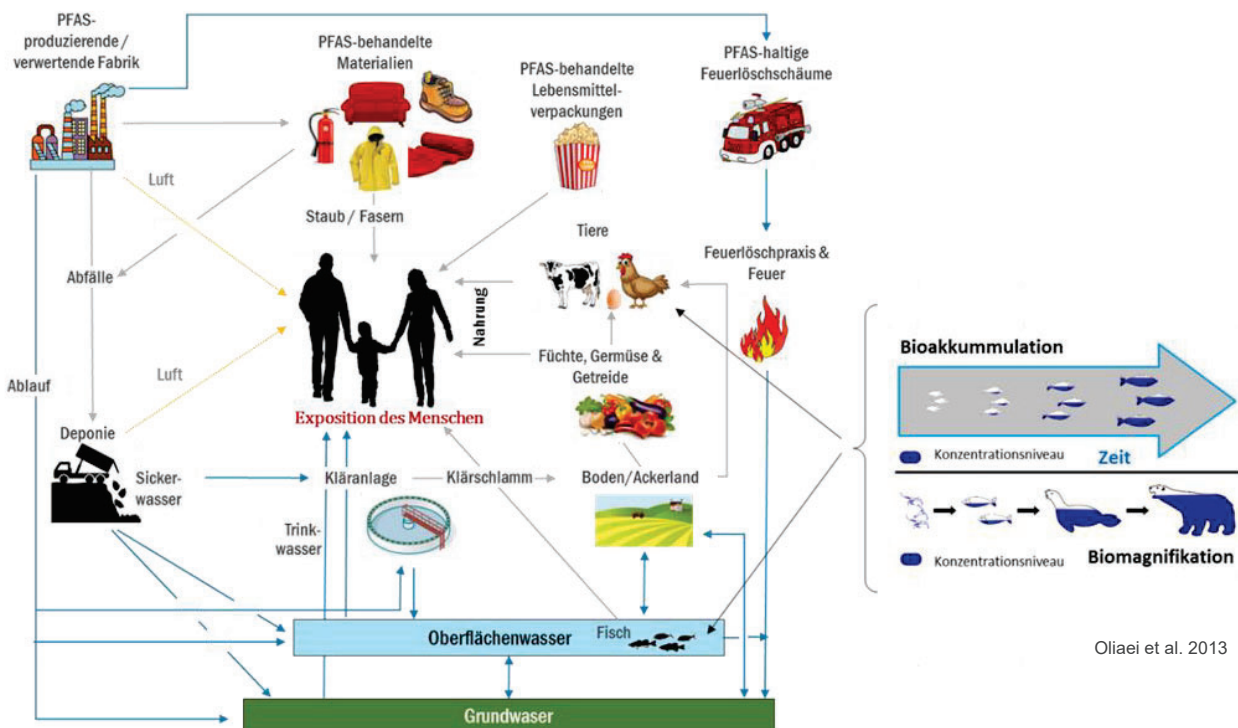 PFAS-
produzierende /
verwertende Fabrik
PFAS-behandelte
Materialien
PFAS-behandelte
Lebensmittel-
verpackungen
PFAS-haltige
Feuerlöschschäume
Luft
Staub / Fasern
Tiere
Feuerlöschpraxis &
Feuer
Abfälle
Nahrung
Füchte, Germüse &
Getreide
Bioakkummulation
Ablauf
Luft
Exposition des Menschen
Deponie
Sicker-
wasser
Kläranlage
Klärschlamm
Boden/Ackerland
Konzentrationsniveau
Zeit
Trink-
wasser
Konzentrationsniveau
Biomagnifikation
Oberflächenwasser
Fisch
Oliaei et al. 2013
Grundwaser